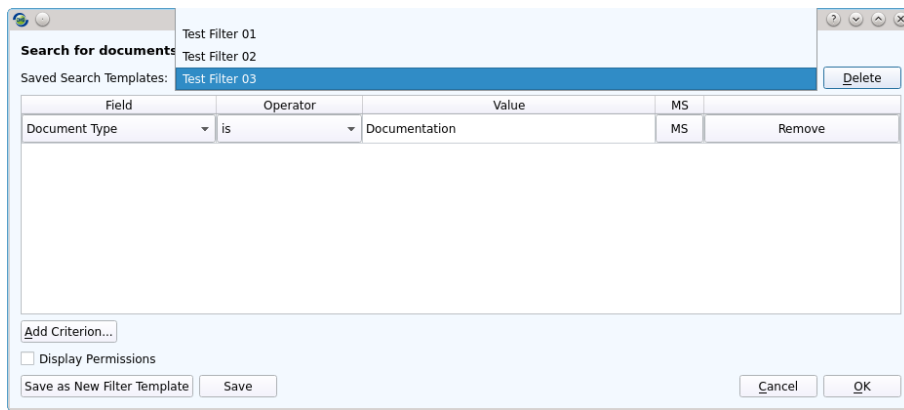 Test Filter 01
Search for documents
Test Filter 02
Saved Search Templates: Test Filter 03 Delete
Field Operator Value MS
Document Type is Documentation MS Remove
Add Criterion...
Display Permissions
Save as New Filter Template Save Cancel OK